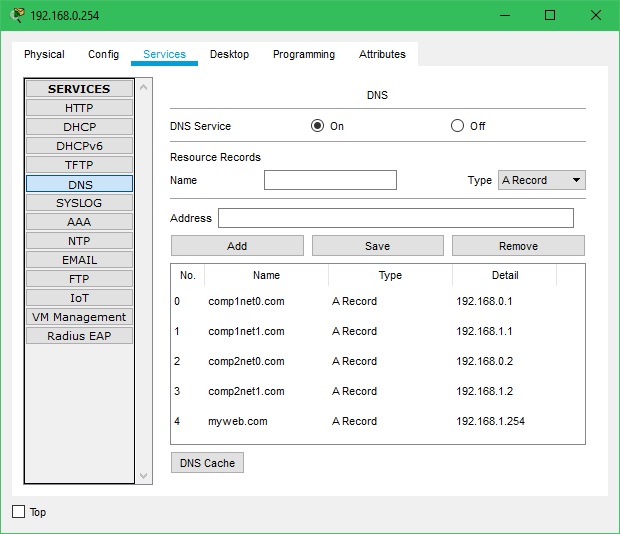 192.168.0.254
Physical Config Services Desktop Programming Attributes
SERVICES
HTTP
DHCP
DHCPv6
TFTP
DNS
SYSLOG
AAA
NTP
EMAIL
FTP
IoT
VM Management
Radius EAP
DNS
DNS Service On Off
Resource Records
Name Type A Record
Address
Add Save Remove
No. Name Type Detail
0 comp1net0.com A Record 192.168.0.1
1 comp1net1.com A Record 192.168.1.1
2 comp2net0.com A Record 192.168.0.2
3 comp2net1.com A Record 192.168.1.2
4 myweb.com A Record 192.168.1.254
DNS Cache
Top